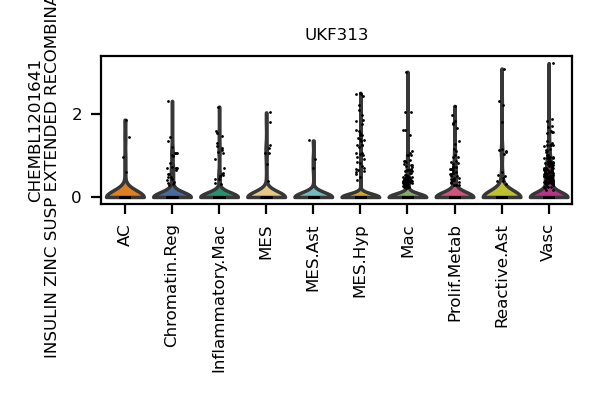 UKF313
CHEMBL1201641
INSULIN ZINC SUSP EXTENDED
2
0
AC
Chromatin.Reg
Inflammatory.Mac
MES
MES.Ast
MES.Hyp
Mac
Prolif.Metab
Reactive.Ast
Vasc